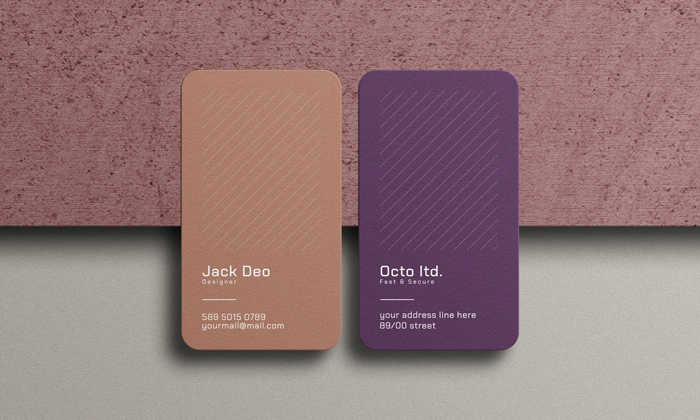 Jack Deo
Designer
589 5015 0789
yourmail@mail.com
Octo ltd.
Fast & Secure
your address line here
89/00 street